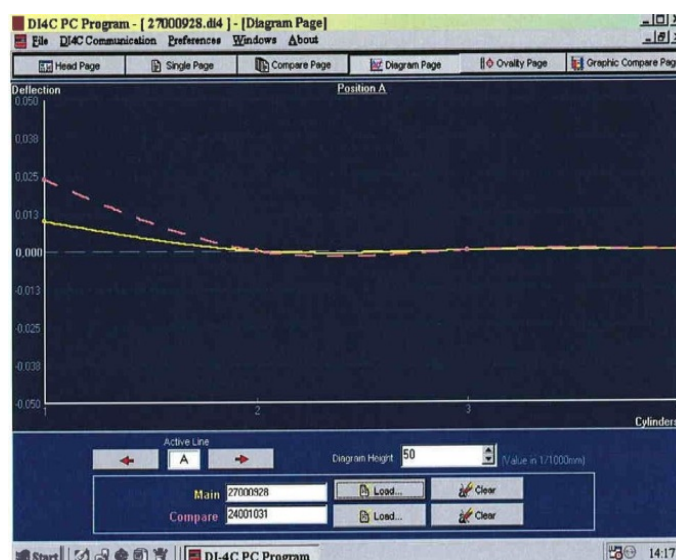 DI4C PC Program - [ 27000928.di4 ] - [Diagram Page]
File DI4C Communication Preferences Windows About
Head Page Single Page Compare Page Diagram Page Ovality Page Graphic Compare Page
Deflection Position A
0.050
0.038
0.025
0.013
0.000
-0.013
-0.025
-0.038
-0.050
1 2 3
Cylinders
Active Line
A Diagram Height 50 (Value in 1/1000mm)
Main 27000928 Load... Clear
Compare 24001031 Load... Clear
Start DI-4C PC Program 14:17